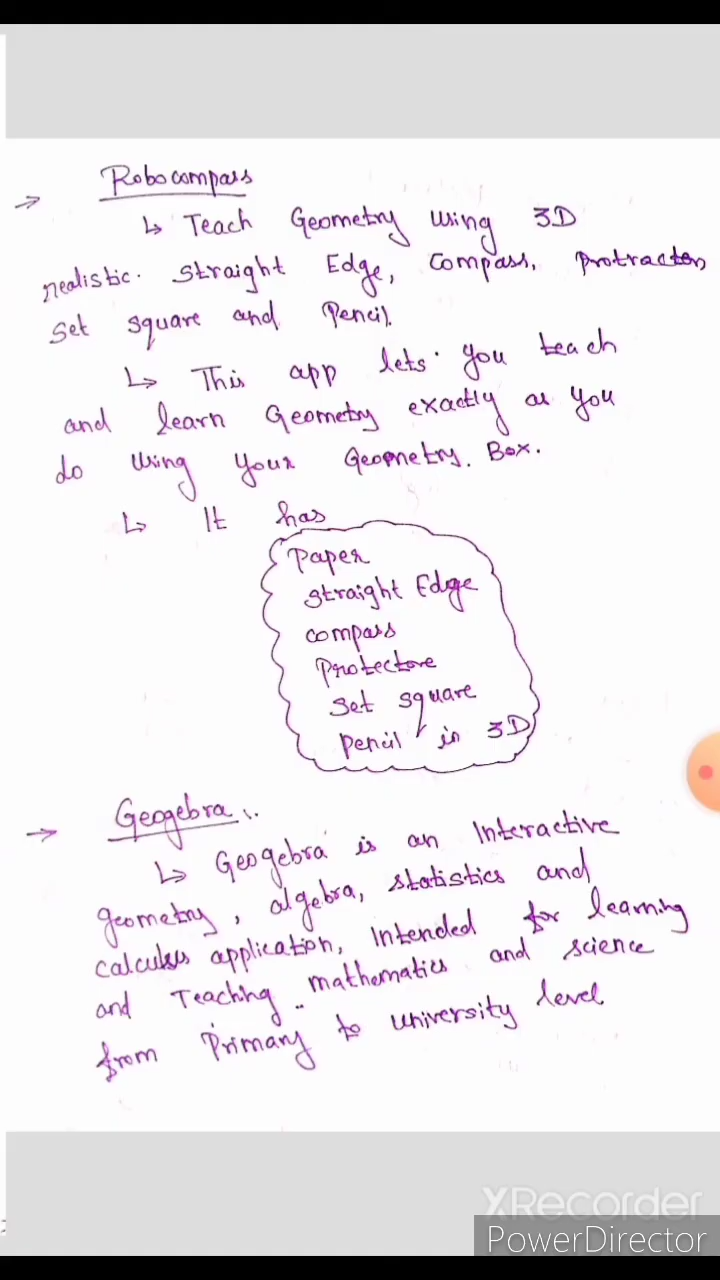 → Robocompass
↳ Teach Geometry using 3D
realistic. straight Edge, Compass, Protractor,
set square and Pencil.
↳ This app lets you teach
and learn Geometry exactly as you
do using your Geometry. Box.
↳ It has
Paper
straight Edge
compass
Protectore
Set square
Pencil in 3D
→ Geogebra..
↳ Geogebra is an Interactive
geometry, algebra, statistics and
calculus application, Intended for learning
and Teaching mathematics and science
from Primary to university level
XRecorder
PowerDirector